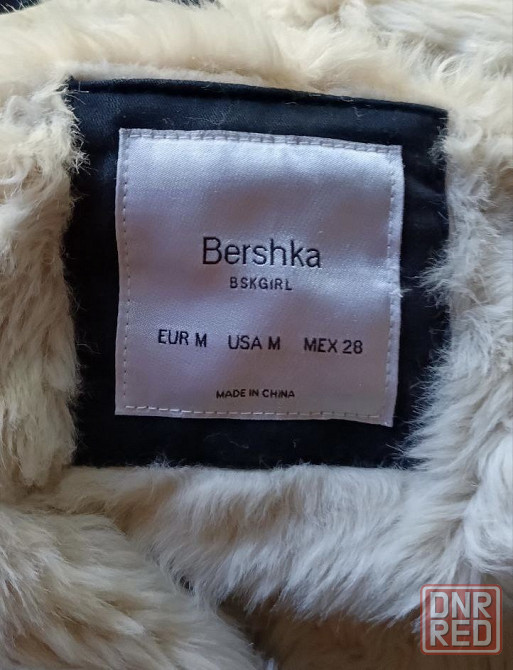 Bershka
BSKGIRL
EUR M USA M MEX 28
MADE IN CHINA
DNR
RED